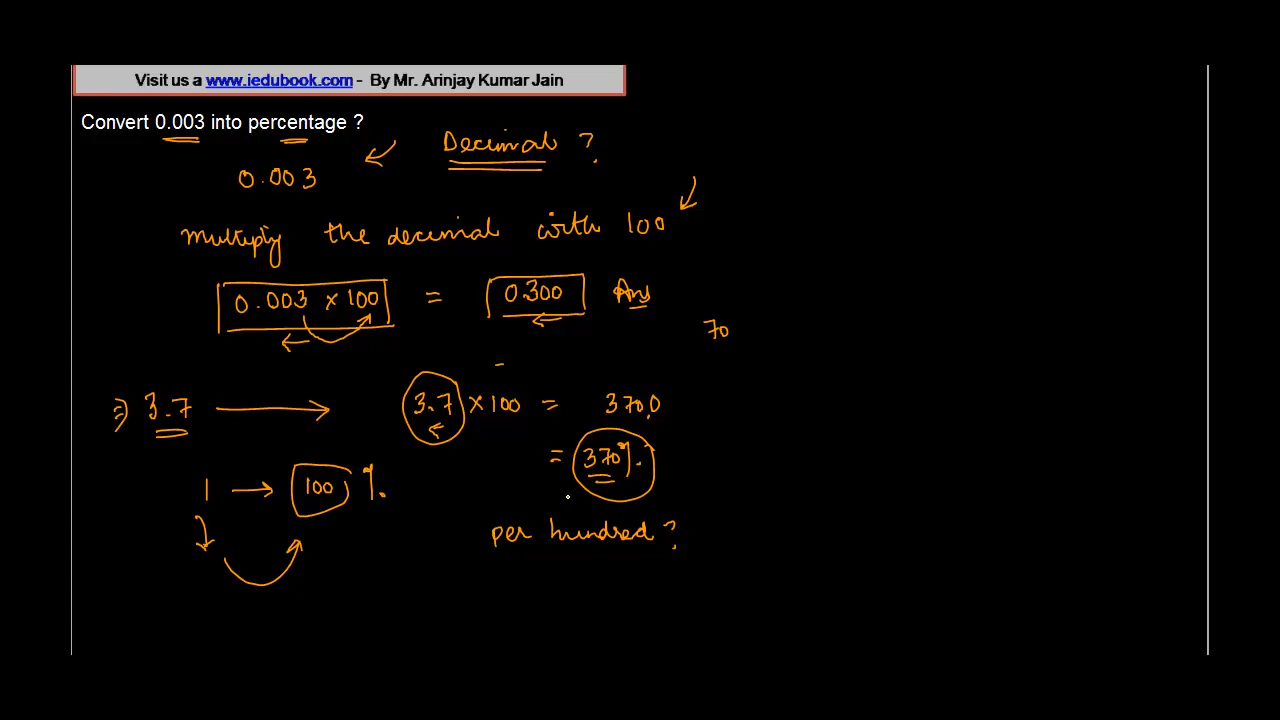 Visit us a www.iedubook.com - By Mr. Arinjay Kumar Jain
Convert 0.003 into percentage ?
Decimal ?
0.003
Multiply the decimal with 100
0.003 × 100 = 0.300 Ans
70
⇒ 3.7 → 3.7 × 100 = 370.0
= 370%.
1 → 100 %.
per hundred ?